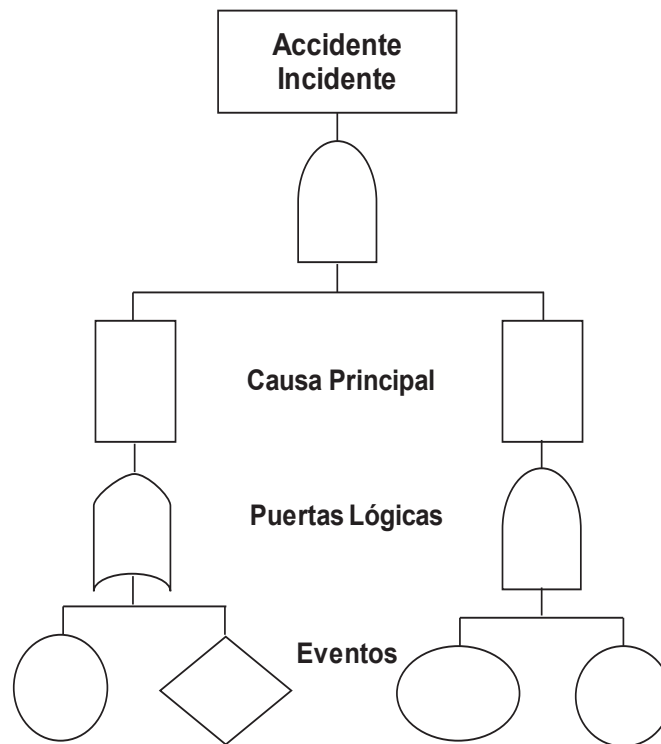 Accidente
Incidente
Causa Principal
Puertas Lógicas
Eventos